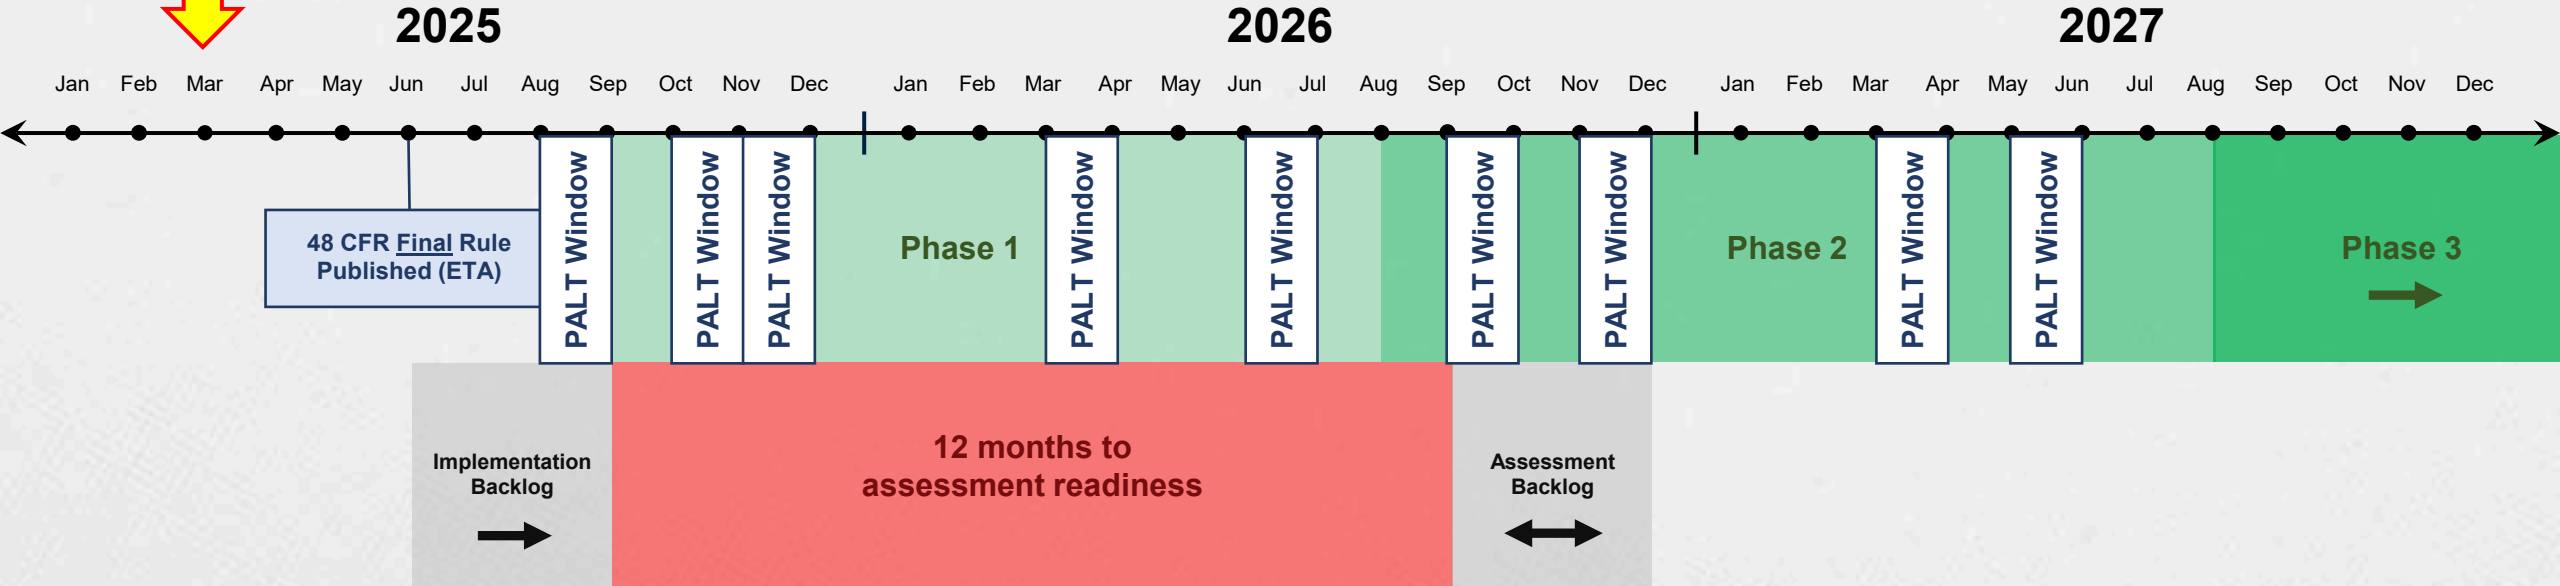 2025
2026
2027
Jan Feb Mar Apr May Jun Jul Aug Sep Oct Nov Dec Jan Feb Mar Apr May Jun Jul Aug Sep Oct Nov Dec Jan Feb Mar Apr May Jun Jul Aug Sep Oct Nov Dec
48 CFR Final Rule
Published (ETA)
PALT Window
PALT Window
PALT Window
Phase 1
PALT Window
PALT Window
PALT Window
PALT Window
Phase 2
PALT Window
PALT Window
Phase 3
Implementation
Backlog
12 months to
assessment readiness
Assessment
Backlog